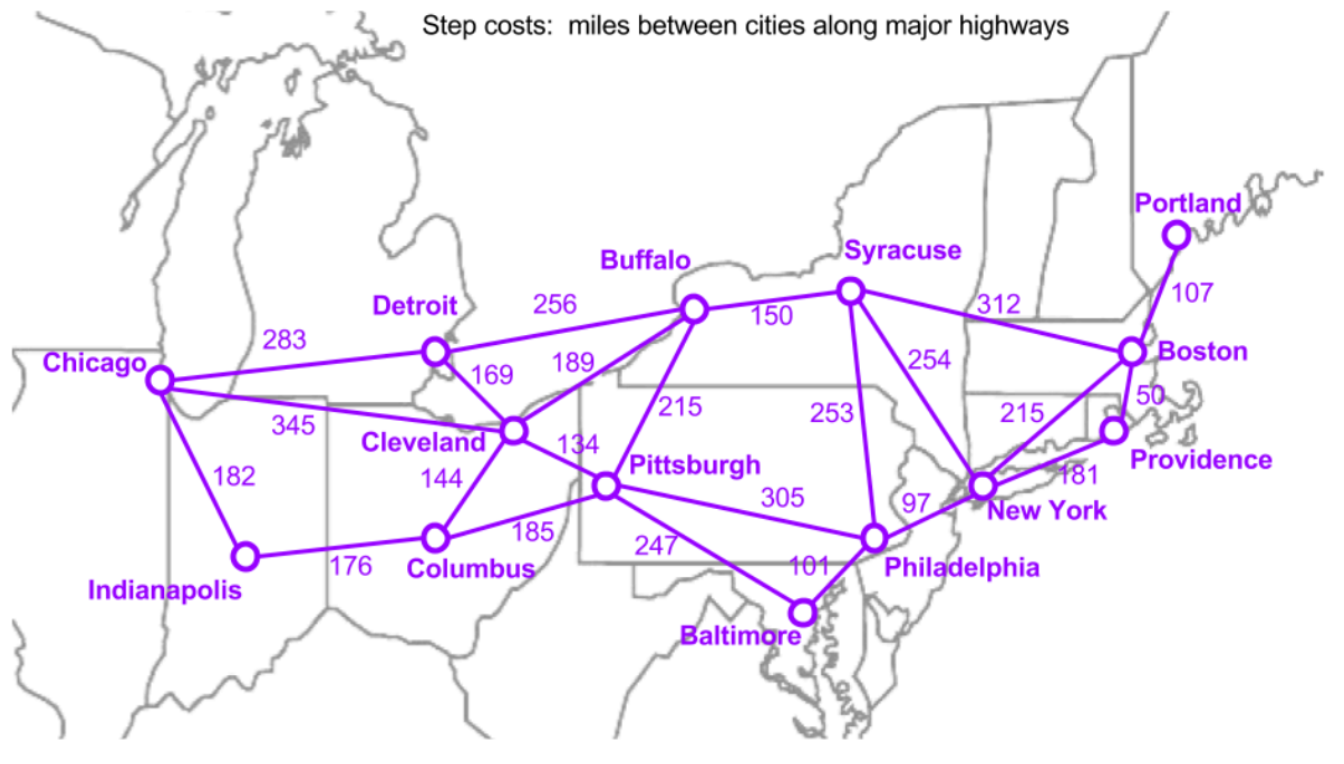 Step costs:  miles between cities along major highways
Portland
Syracuse
Buffalo
107
Detroit
256
312
150
283
Boston
Chicago
189
254
169
50
215
253
215
345
Cleveland
134
Providence
Pittsburgh
182
144
181
305
97
New York
185
247
176
Columbus
101
Philadelphia
Indianapolis
Baltimore